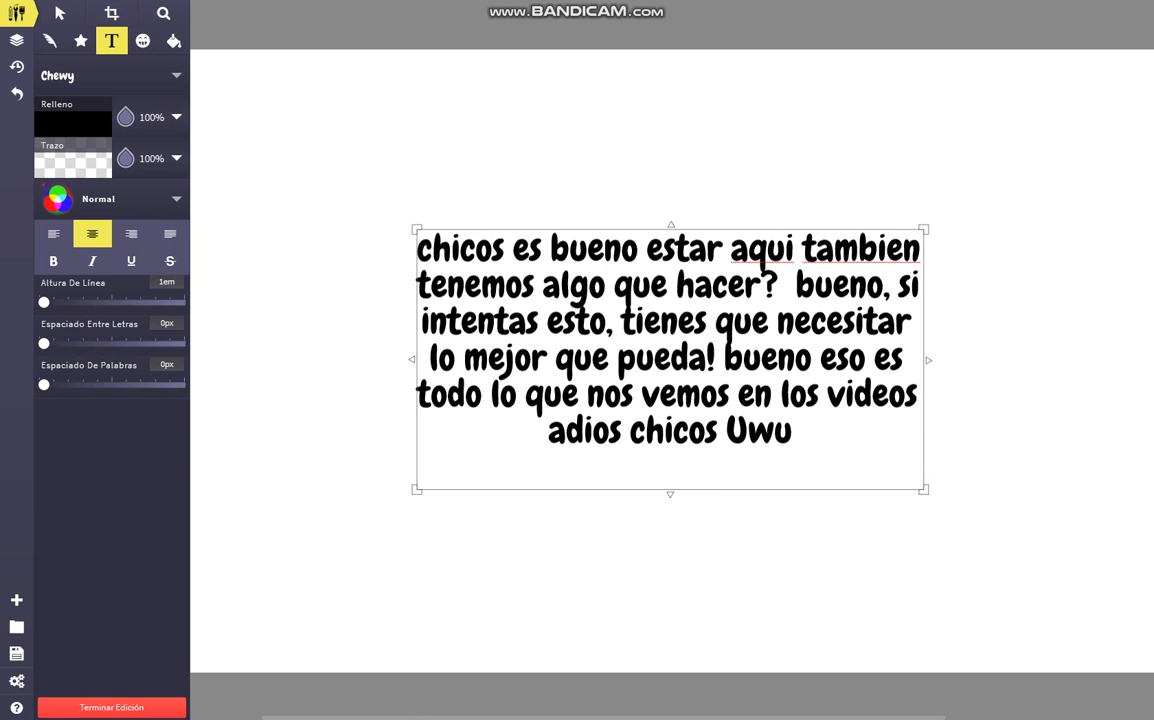 www.BANDICAM.com
Chewy
Relleno
100%
Trazo
100%
Normal
B I U S
Altura De Línea 1em
Espaciado Entre Letras 0px
Espaciado De Palabras 0px
Terminar Edición
chicos es bueno estar aqui tambien
tenemos algo que hacer?  bueno, si
intentas esto, tienes que necesitar
lo mejor que pueda! bueno eso es
todo lo que nos vemos en los videos
adios chicos Uwu